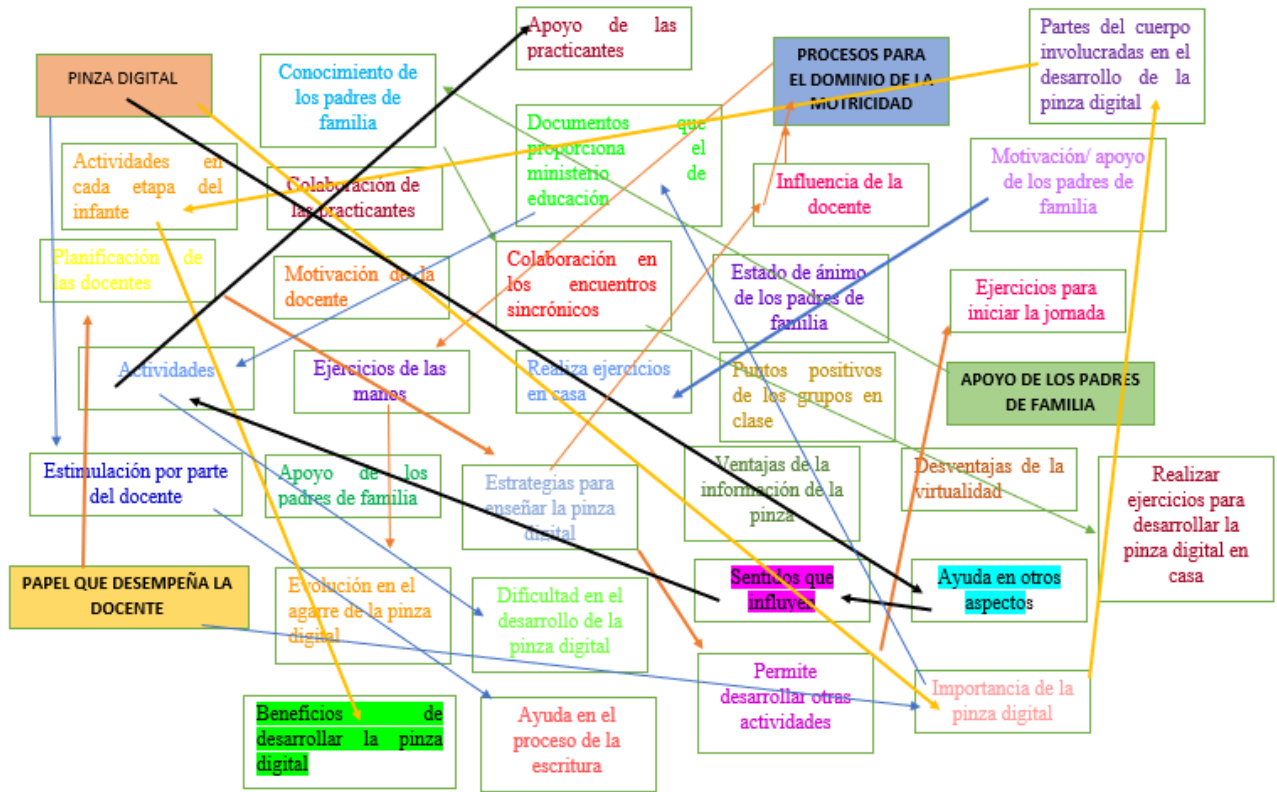 Apoyo de las
practicantes
Partes del cuerpo
involucradas en el
desarrollo de la
pinza digital
PINZA DIGITAL
Conocimiento de
los padres de
familia
PROCESOS PARA
EL DOMINIO DE LA
MOTRICIDAD
Documentos que
proporciona el
ministerio de
educación
Actividades en
cada etapa del
infante
Colaboración de
las practicantes
Influencia de la
docente
Motivación/ apoyo
de los padres de
familia
Planificación de
las docentes
Motivación de la
docente
Colaboración en
los encuentros
sincrónicos
Estado de ánimo
de los padres de
familia
Ejercicios para
iniciar la jornada
Actividades
Ejercicios de las
manos
Realiza ejercicios
en casa
Puntos positivos
de los grupos en
clase
APOYO DE LOS PADRES
DE FAMILIA
Estimulación por parte
del docente
Apoyo de los
padres de familia
Estrategias para
enseñar la pinza
digital
Ventajas de la
información de la
pinza
Desventajas de la
virtualidad
Realizar
ejercicios para
desarrollar la
pinza digital en
casa
PAPEL QUE DESEMPEÑA LA
DOCENTE
Evolución en el
agarre de la pinza
digital
Dificultad en el
desarrollo de la
pinza digital
Sentidos que
influyen
Ayuda en otros
aspectos
Beneficios de
desarrollar la pinza
digital
Ayuda en el
proceso de la
escritura
Permite
desarrollar otras
actividades
Importancia de la
pinza digital